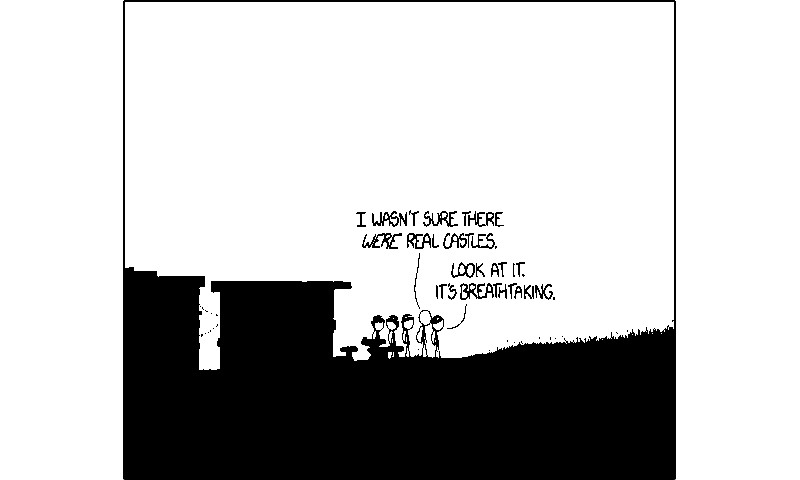 I WASN'T SURE THERE
WERE REAL CASTLES.
LOOK AT IT.
IT'S BREATHTAKING.